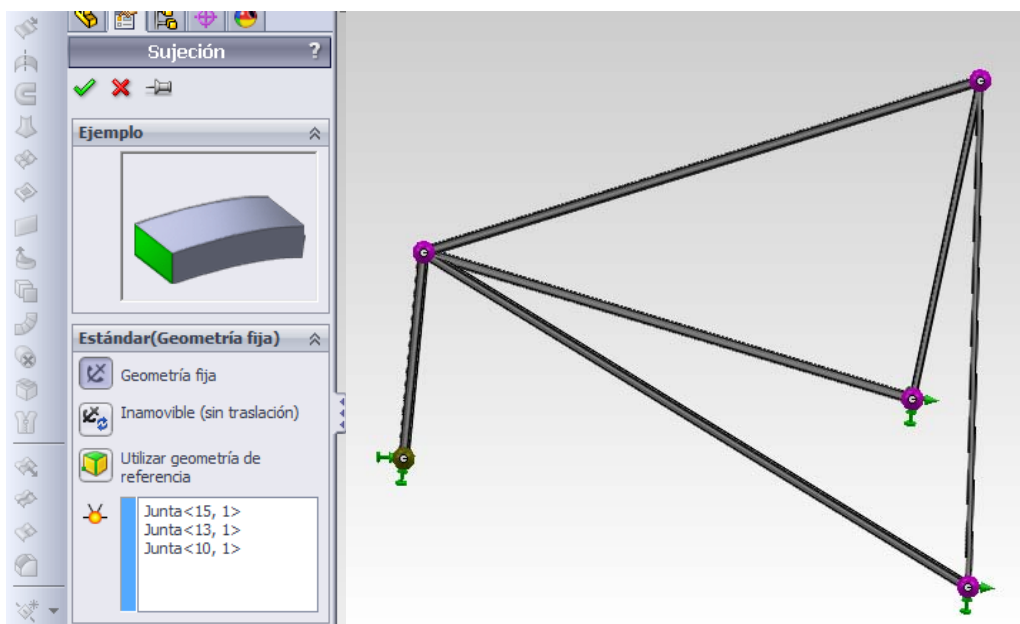 Sujeción ?
Ejemplo
Estándar(Geometría fija)
Geometría fija
Inamovible (sin traslación)
Utilizar geometría de
referencia
Junta<15, 1>
Junta<13, 1>
Junta<10, 1>